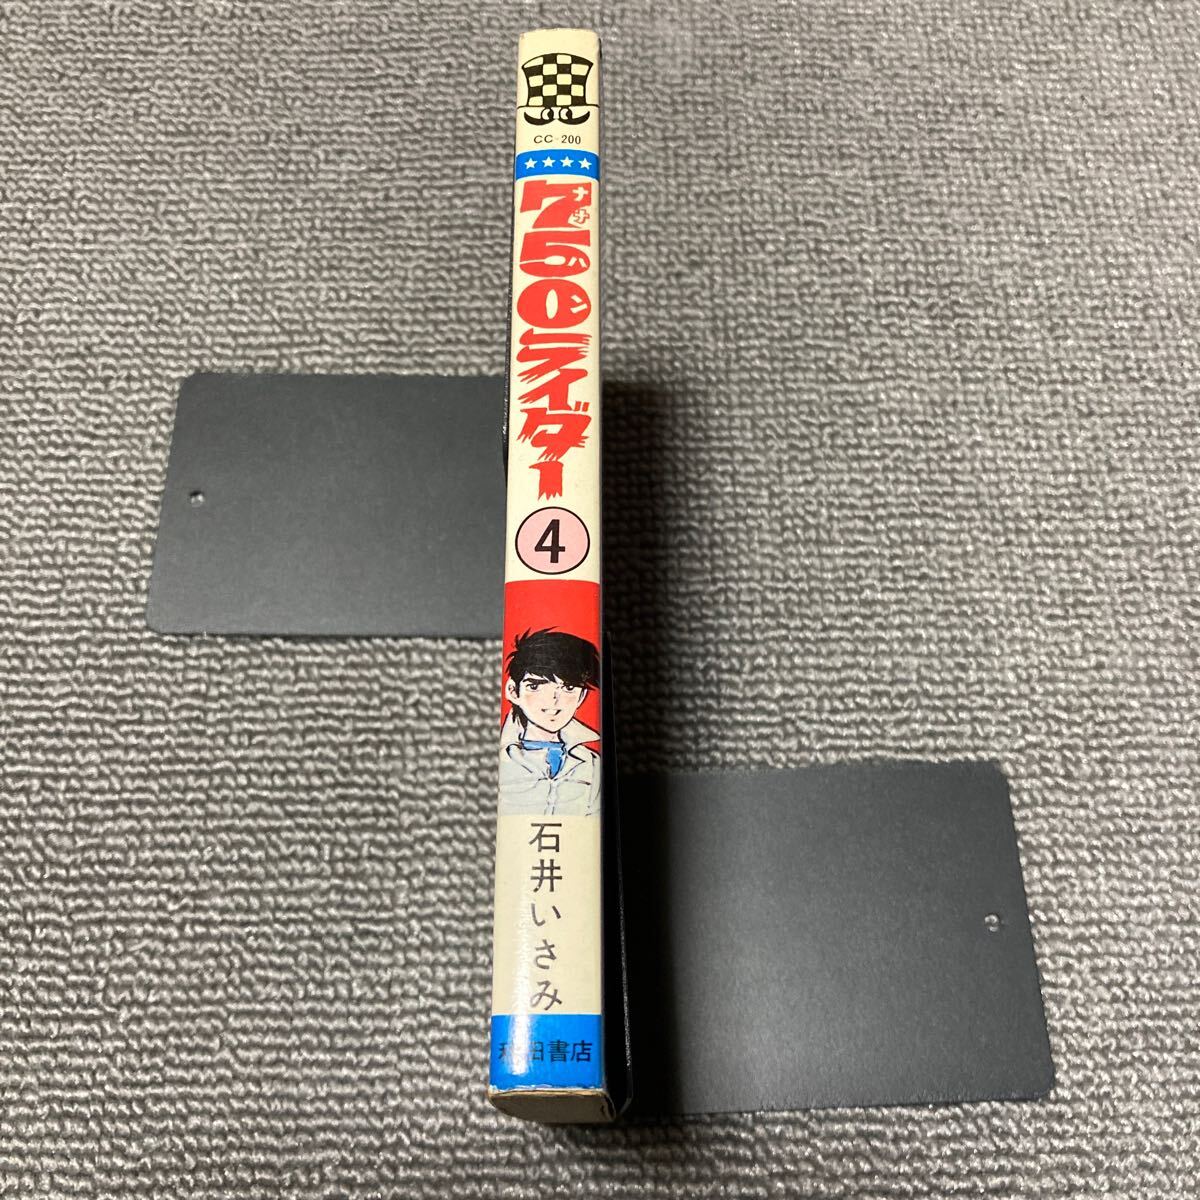 CC-200
750ライダー
ナナハン
4
石井いさみ
秋田書店